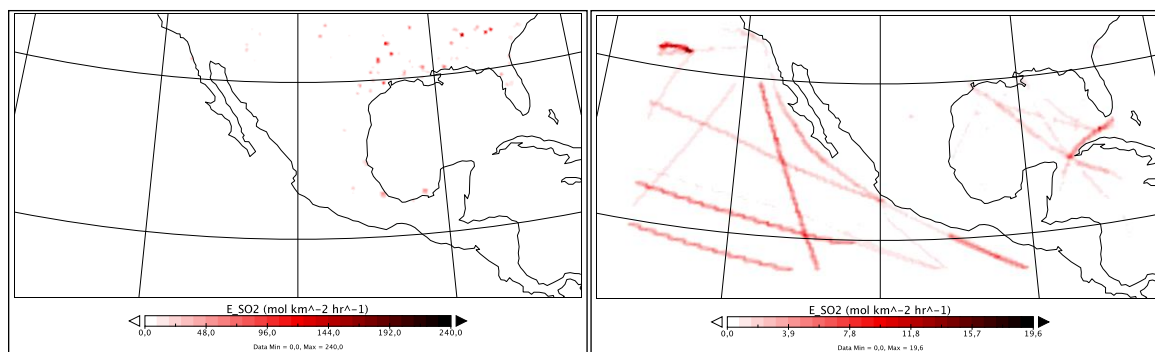 E_SO2 (mol km^-2 hr^-1)
0,0 48,0 96,0 144,0 192,0 240,0
Data Min = 0,0, Max = 240,0
E_SO2 (mol km^-2 hr^-1)
0,0 3,9 7,8 11,8 15,7 19,6
Data Min = 0,0, Max = 19,6